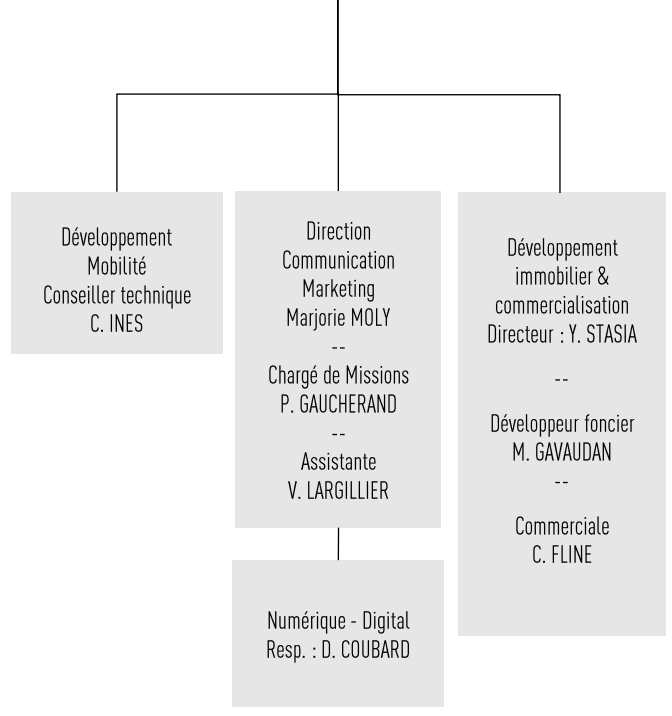 Développement
Mobilité
Conseiller technique
C. INES
Direction
Communication
Marketing
Marjorie MOLY
--
Chargé de Missions
P. GAUCHERAND
--
Assistante
V. LARGILLIER
Développement
immobilier &
commercialisation
Directeur : Y. STASIA
--
Développeur foncier
M. GAVAUDAN
--
Commerciale
C. FLINE
Numérique - Digital
Resp. : D. COUBARD